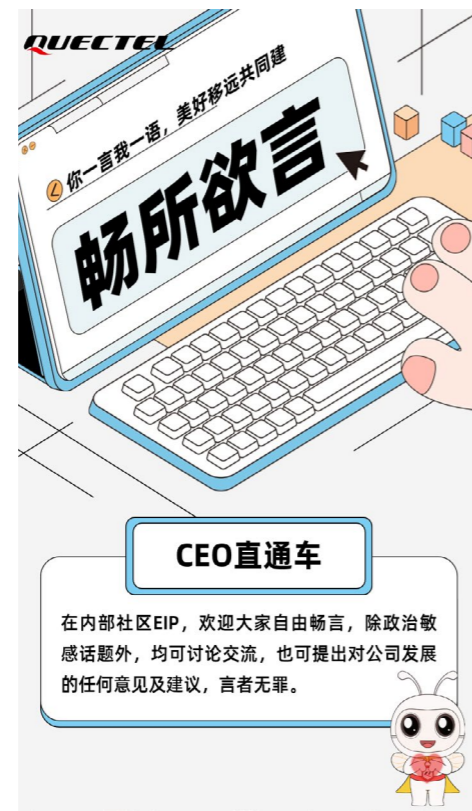 QUECTEL
你一言我一语，美好移远共同建
畅所欲言
CEO直通车
在内部社区EIP，欢迎大家自由畅言，除政治敏
感话题外，均可讨论交流，也可提出对公司发展
的任何意见及建议，言者无罪。